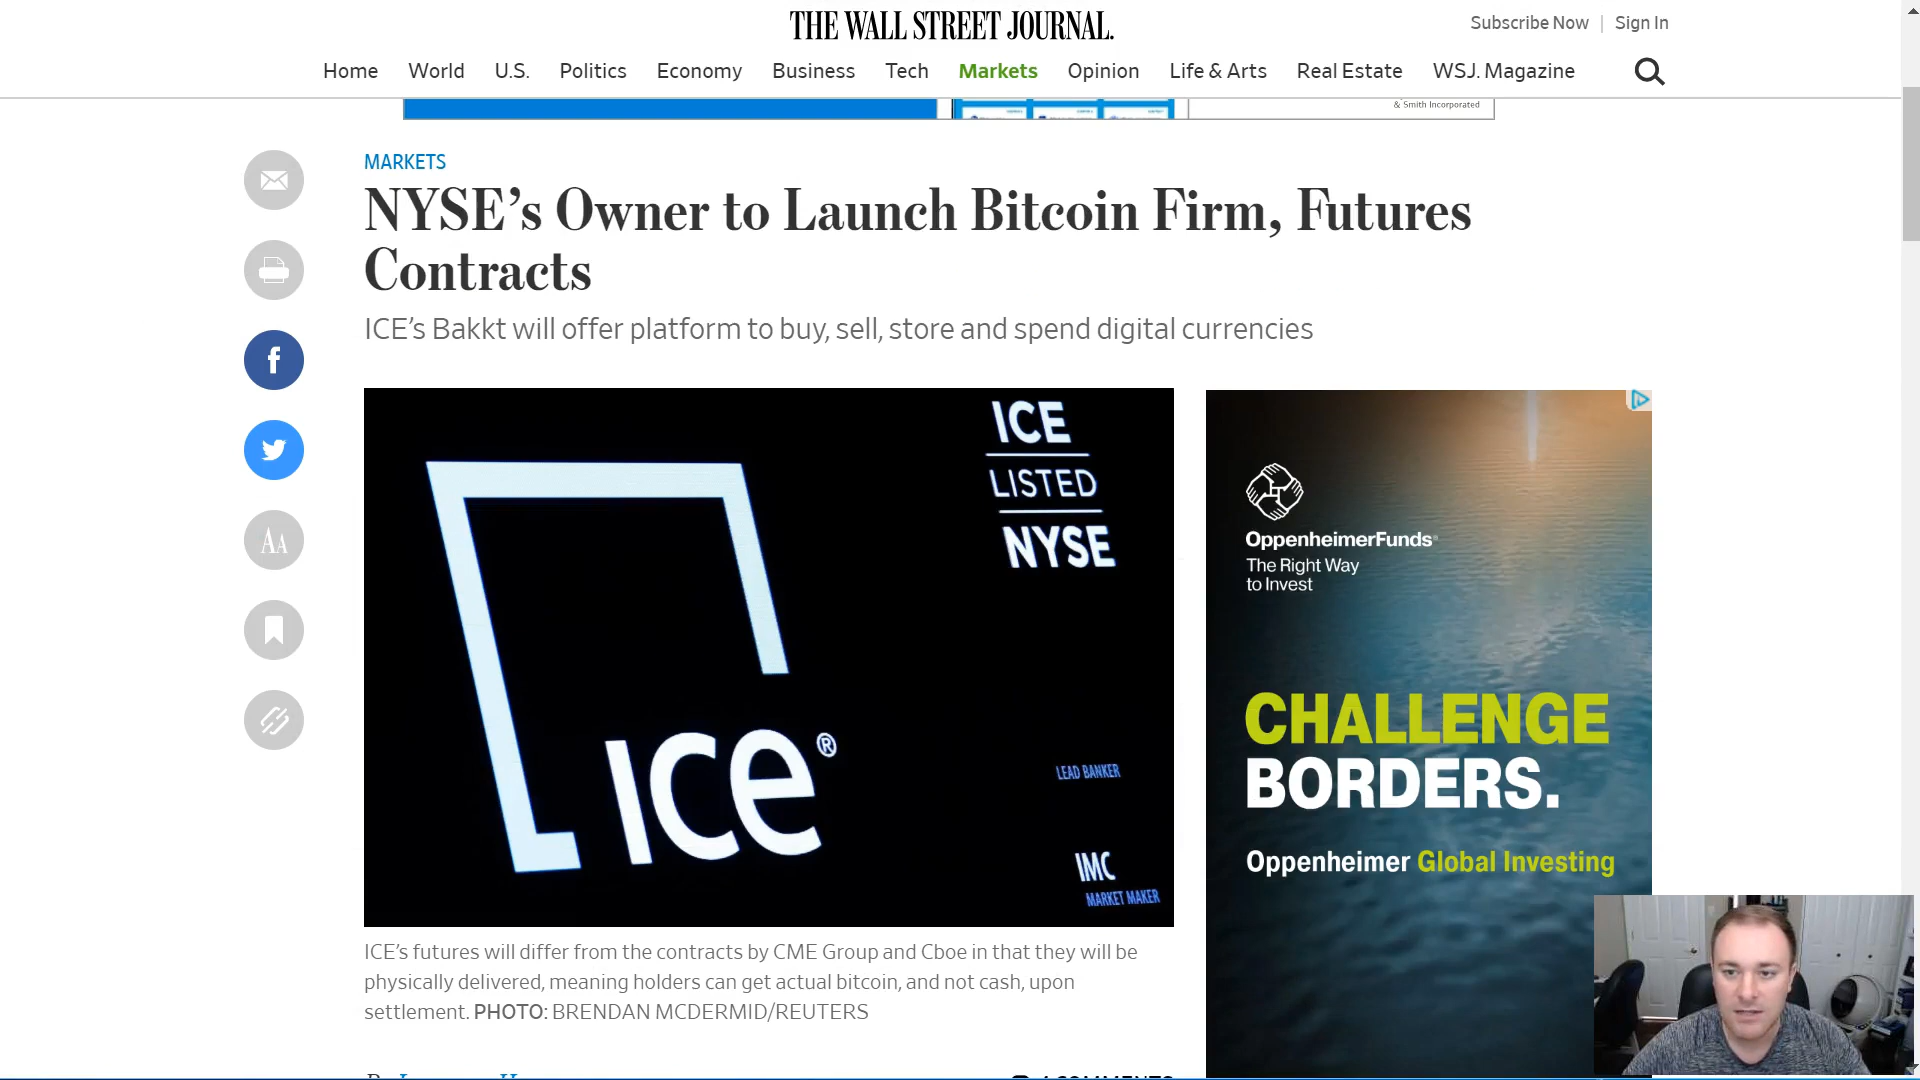 THE WALL STREET JOURNAL.
Subscribe Now | Sign In
Home World U.S. Politics Economy Business Tech Markets Opinion Life & Arts Real Estate WSJ. Magazine
& Smith Incorporated
MARKETS
NYSE’s Owner to Launch Bitcoin Firm, Futures
Contracts
ICE’s Bakkt will offer platform to buy, sell, store and spend digital currencies
f
AA
ICE
LISTED
NYSE
ice®
LEAD BANKER
IMC
MARKET MAKER
OppenheimerFunds®
The Right Way
to Invest
CHALLENGE
BORDERS.
Oppenheimer Global Investing
ICE’s futures will differ from the contracts by CME Group and Cboe in that they will be
physically delivered, meaning holders can get actual bitcoin, and not cash, upon
settlement. PHOTO: BRENDAN MCDERMID/REUTERS